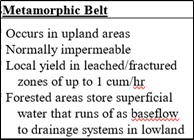 Metamorphic Belt
Occurs in upland areas
Normally impermeable
Local yield in leached/fractured
zones of up to 1 cum/hr
Forested areas store superficial
water that runs of as baseflow
to drainage systems in lowland